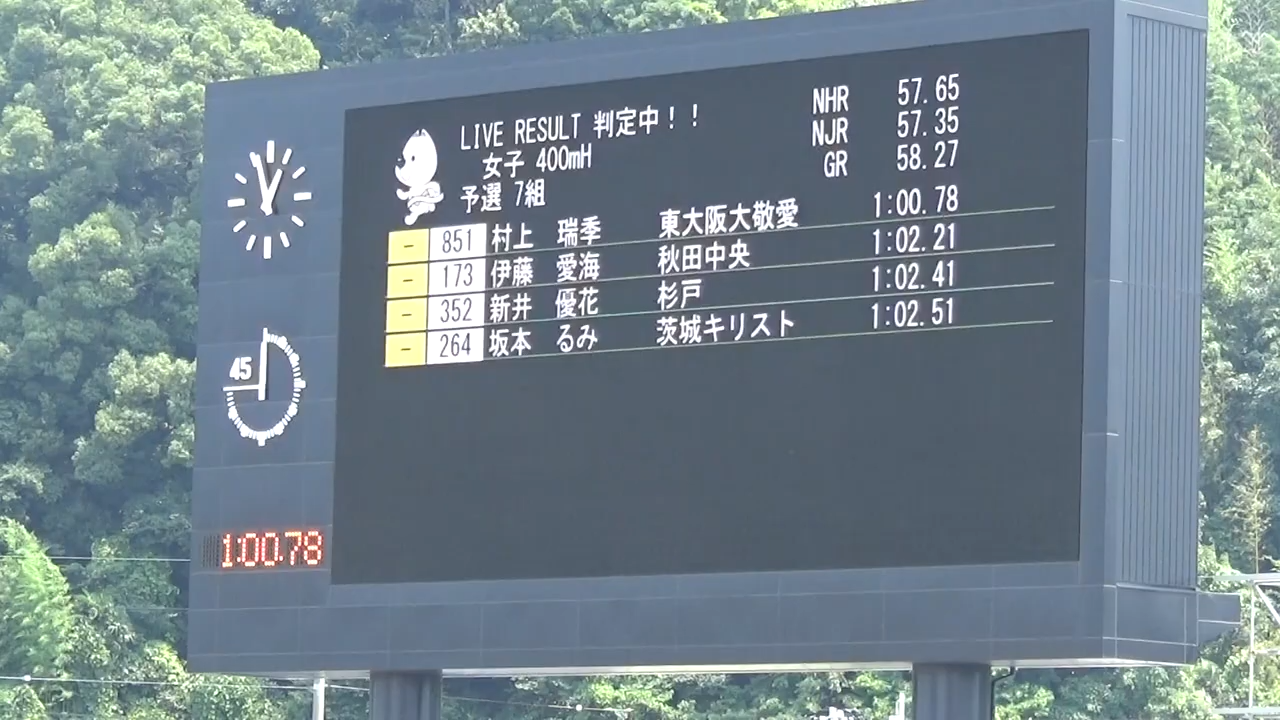 LIVE RESULT 判定中!!
女子 400mH
予選 7組
NHR 57.65
NJR 57.35
GR 58.27
- 851 村上 瑞季 東大阪大敬愛 1:00.78
- 173 伊藤 愛海 秋田中央 1:02.21
- 352 新井 優花 杉戸 1:02.41
- 264 坂本 るみ 茨城キリスト 1:02.51
45
1:00.78